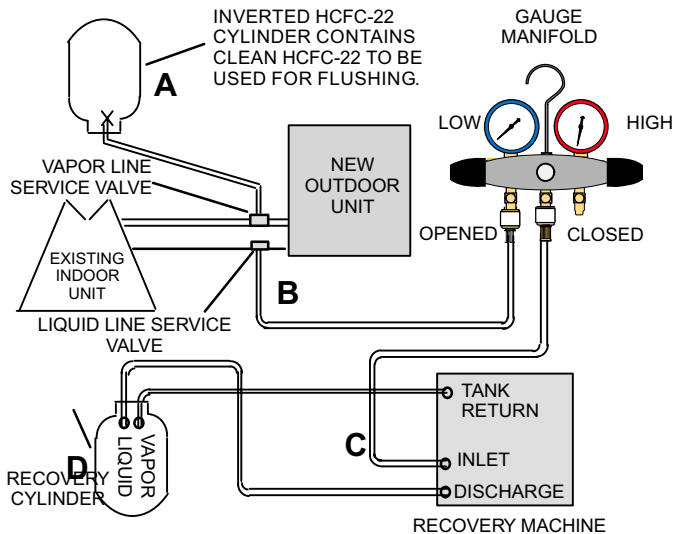 INVERTED HCFC-22
CYLINDER CONTAINS
CLEAN HCFC-22 TO BE
USED FOR FLUSHING.
A
GAUGE
MANIFOLD
LOW
HIGH
VAPOR LINE
SERVICE VALVE
NEW
OUTDOOR
UNIT
OPENED
CLOSED
EXISTING
INDOOR
UNIT
B
LIQUID LINE SERVICE
VALVE
TANK
RETURN
C
INLET
DISCHARGE
RECOVERY MACHINE
D
RECOVERY
CYLINDER
LIQUID
VAPOR